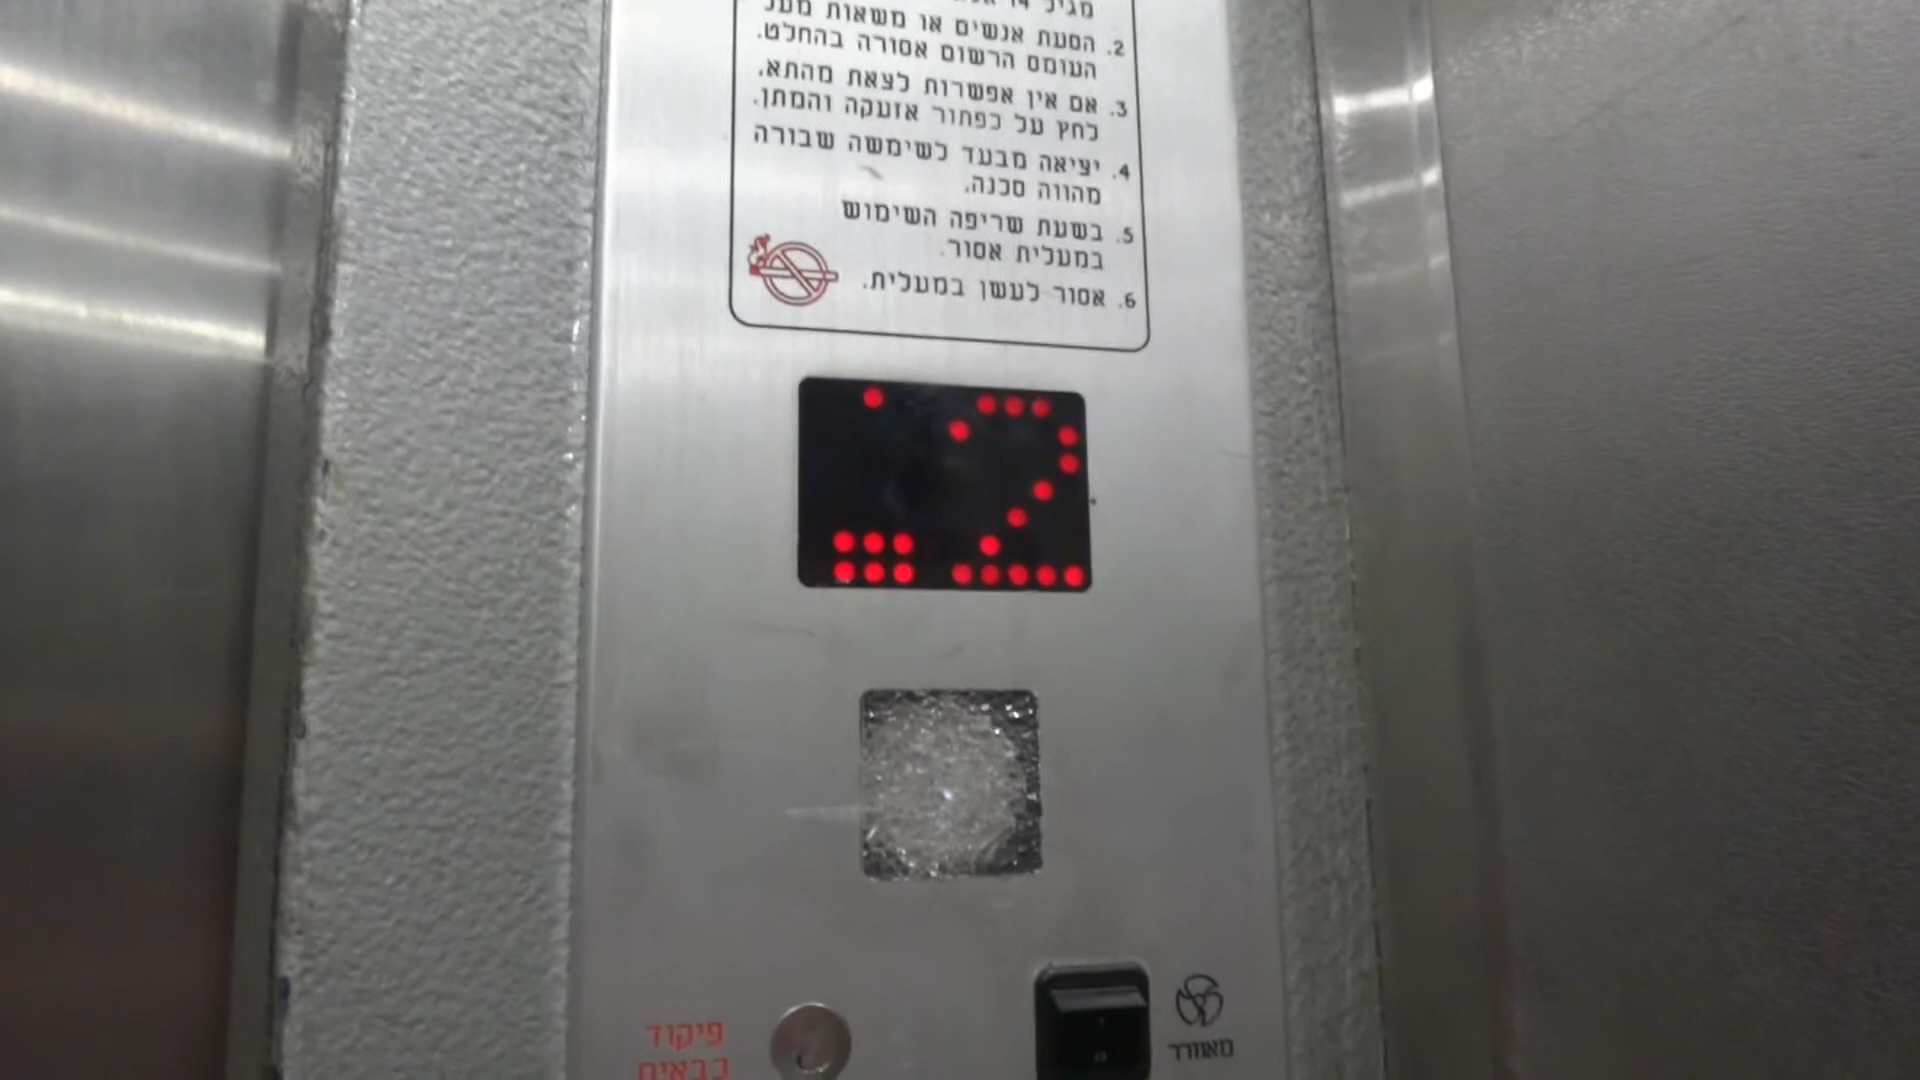 מגיל 14
2. הסעת אנשים או משאות מעל
העומס הרשום אסורה בהחלט.
3. אם אין אפשרות לצאת מהתא,
לחץ על כפתור אזעקה והמתן.
4. יציאה מבעד לשימשה שבורה
מהווה סכנה.
5. בשעת שריפה השימוש
במעלית אסור.
6. אסור לעשן במעלית.
2
פיקוד
כבאים
מאוורר